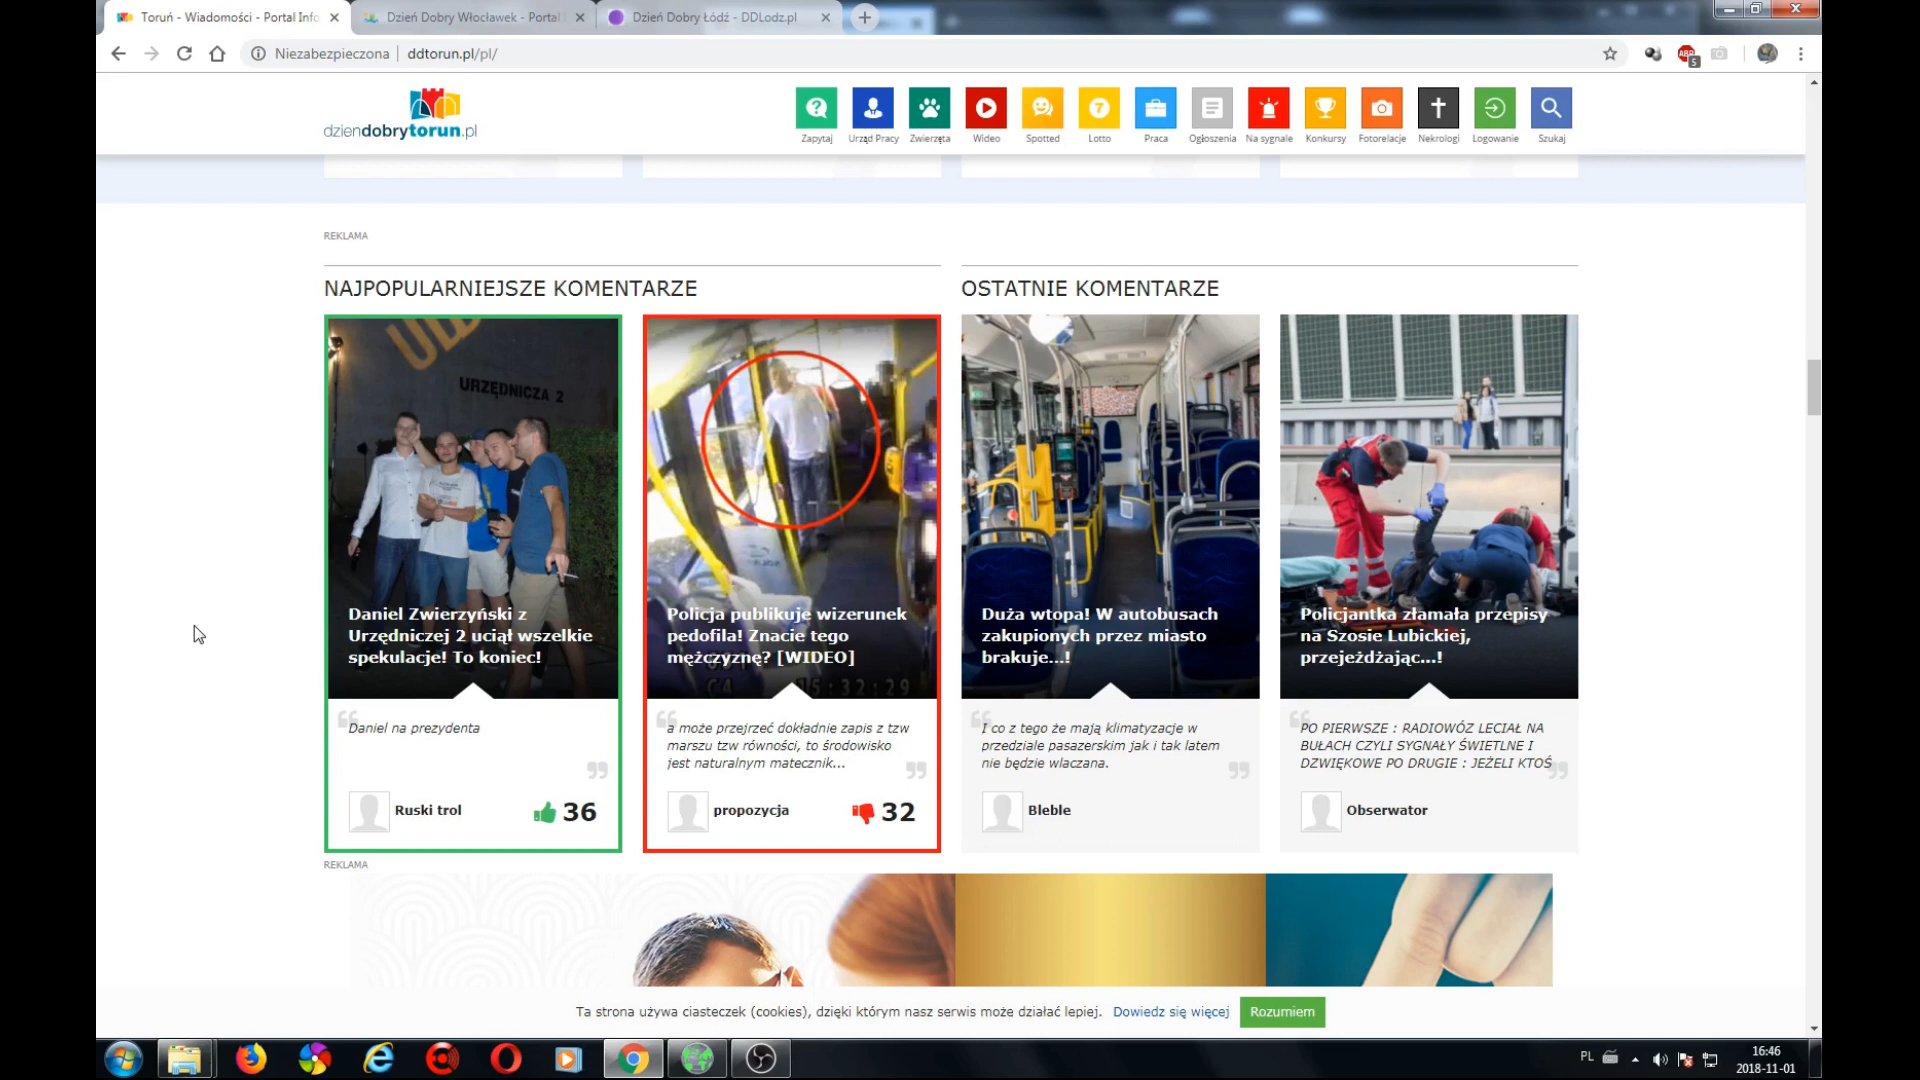 Toruń - Wiadomości - Portal Info
Dzień Dobry Włocławek - Portal
Dzień Dobry Łódź - DDLodz.pl
Niezabezpieczona
ddtorun.pl/pl/
ABP
5
dziendobrytorun.pl
7
Zapytaj
Urząd Pracy
Zwierzęta
Wideo
Spotted
Lotto
Praca
Ogłoszenia
Na sygnale
Konkursy
Fotorelacje
Nekrologi
Logowanie
Szukaj
REKLAMA
NAJPOPULARNIEJSZE KOMENTARZE
OSTATNIE KOMENTARZE
URZĘDNICZA 2
Daniel Zwierzyński z
Urzędniczej 2 uciął wszelkie
spekulacje! To koniec!
Daniel na prezydenta
Ruski trol
36
Policja publikuje wizerunek
pedofila! Znacie tego
mężczyznę? [WIDEO]
15:32:29
a może przejrzeć dokładnie zapis z tzw
marszu tzw równości, to środowisko
jest naturalnym matecznik...
propozycja
32
Duża wtopa! W autobusach
zakupionych przez miasto
brakuje...!
I co z tego że mają klimatyzacje w
przedziale pasazerskim jak i tak latem
nie będzie wlaczana.
Bleble
Policjantka złamała przepisy
na Szosie Lubickiej,
przejeżdżając...!
PO PIERWSZE : RADIOWÓZ LECIAŁ NA
BUŁACH CZYLI SYGNAŁY ŚWIETLNE I
DZWIĘKOWE PO DRUGIE : JEŻELI KTOŚ
Obserwator
REKLAMA
Ta strona używa ciasteczek (cookies), dzięki którym nasz serwis może działać lepiej.
Dowiedz się więcej
Rozumiem
PL
16:46
2018-11-01